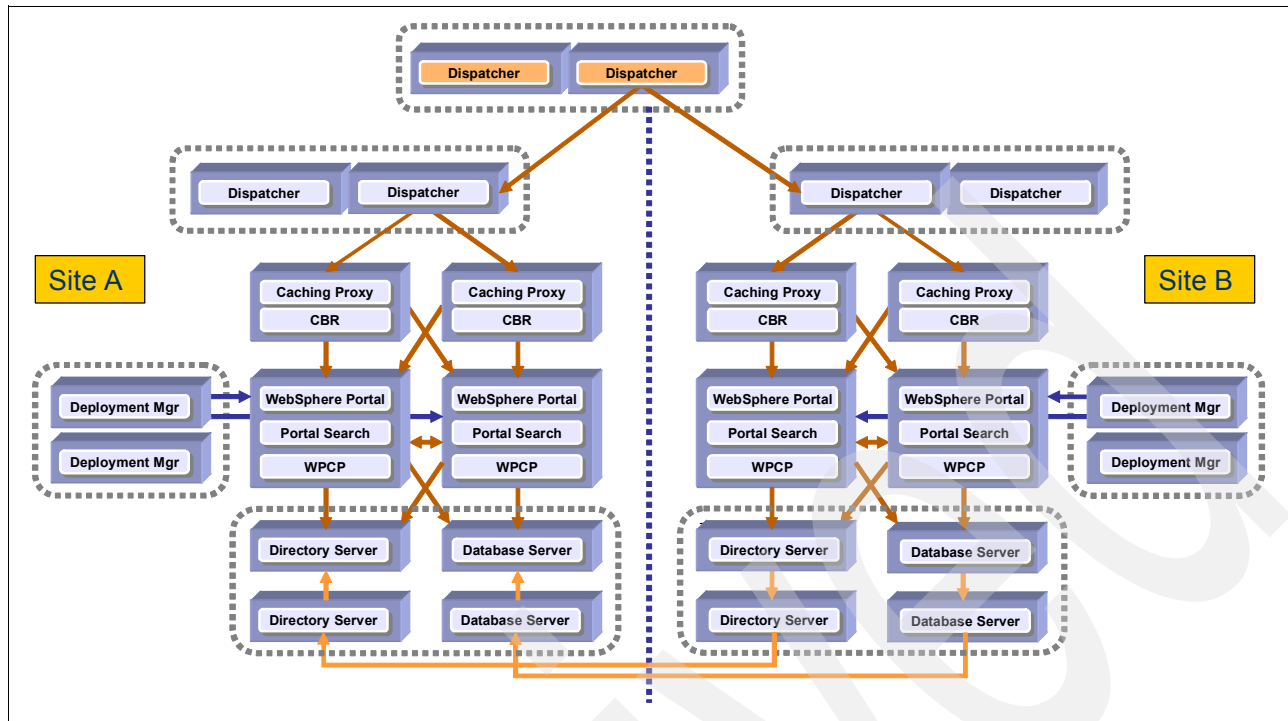 Dispatcher
Dispatcher
Dispatcher
Dispatcher
Dispatcher
Dispatcher
Site A
Site B
Caching Proxy
CBR
Caching Proxy
CBR
Caching Proxy
CBR
Caching Proxy
CBR
Deployment Mgr
Deployment Mgr
WebSphere Portal
Portal Search
WPCP
WebSphere Portal
Portal Search
WPCP
WebSphere Portal
Portal Search
WPCP
WebSphere Portal
Portal Search
WPCP
Deployment Mgr
Deployment Mgr
Directory Server
Database Server
Directory Server
Database Server
Directory Server
Database Server
Directory Server
Database Server